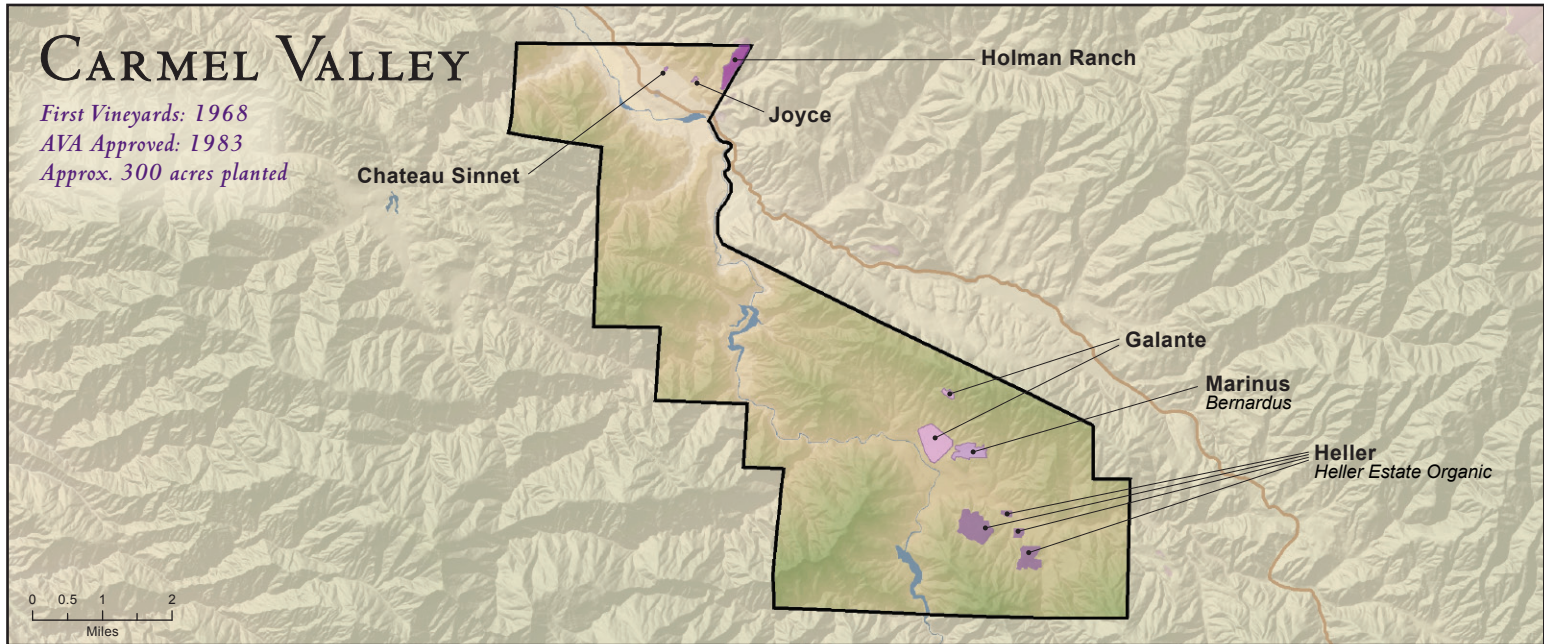 CARMEL VALLEY
First Vineyards: 1968
AVA Approved: 1983
Approx. 300 acres planted
Holman Ranch
Joyce
Chateau Sinnet
Galante
Marinus
Bernardus
Heller
Heller Estate Organic
0 0.5 1 2
Miles